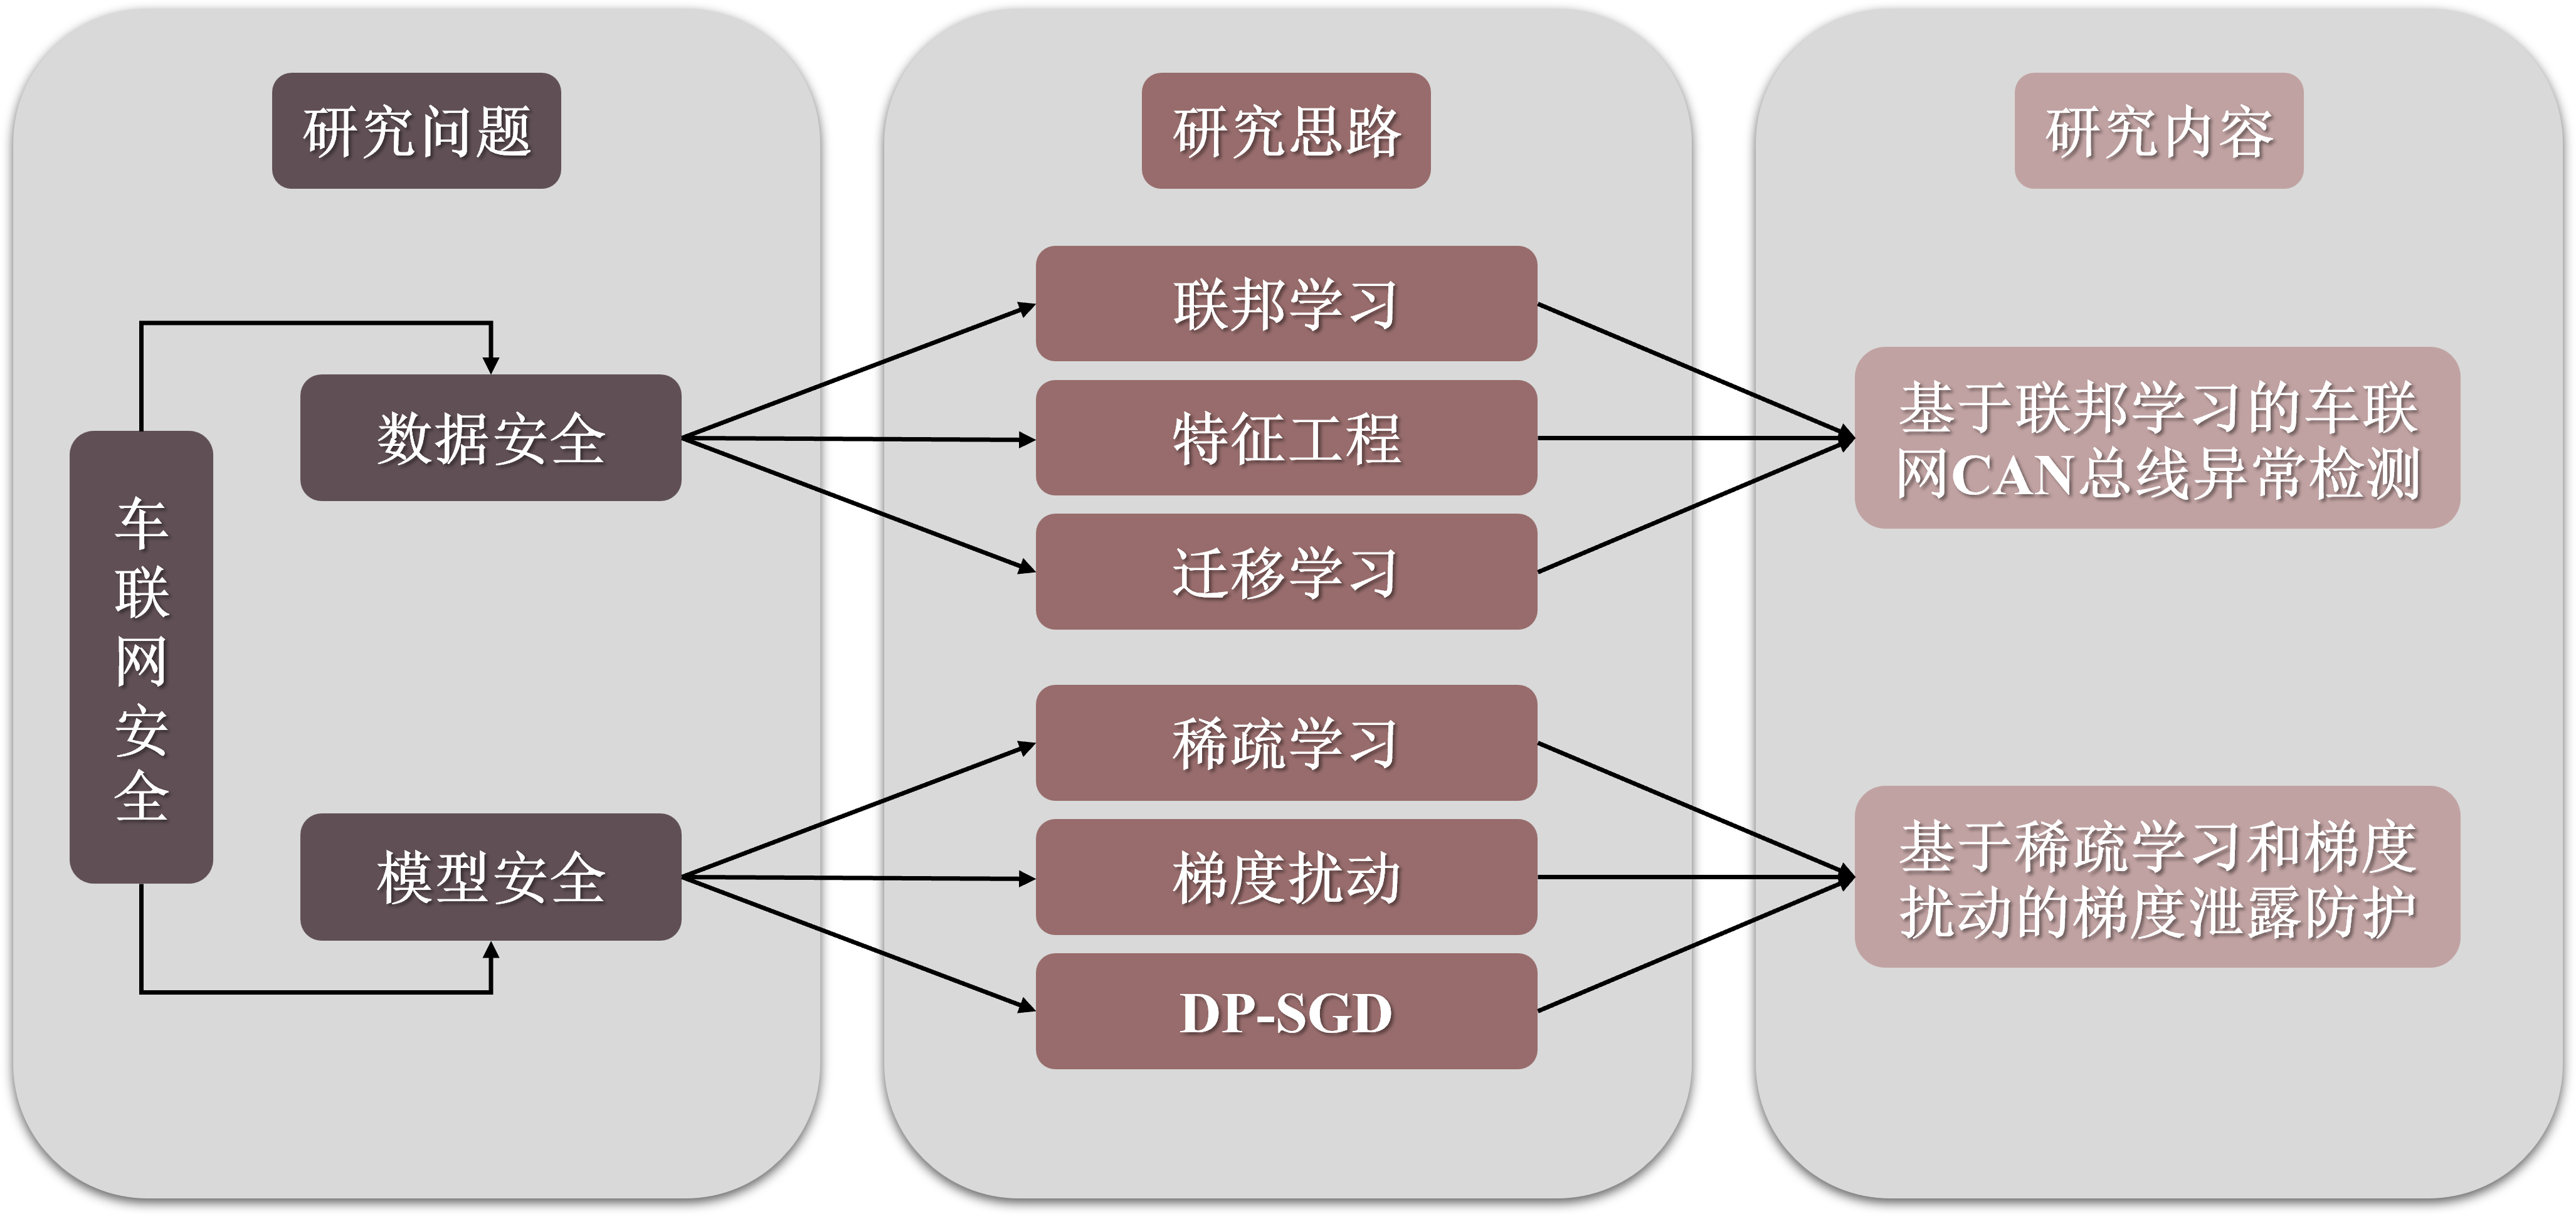 研究问题
车联网安全
数据安全
模型安全
研究思路
联邦学习
特征工程
迁移学习
稀疏学习
梯度扰动
DP-SGD
研究内容
基于联邦学习的车联
网CAN总线异常检测
基于稀疏学习和梯度
扰动的梯度泄露防护